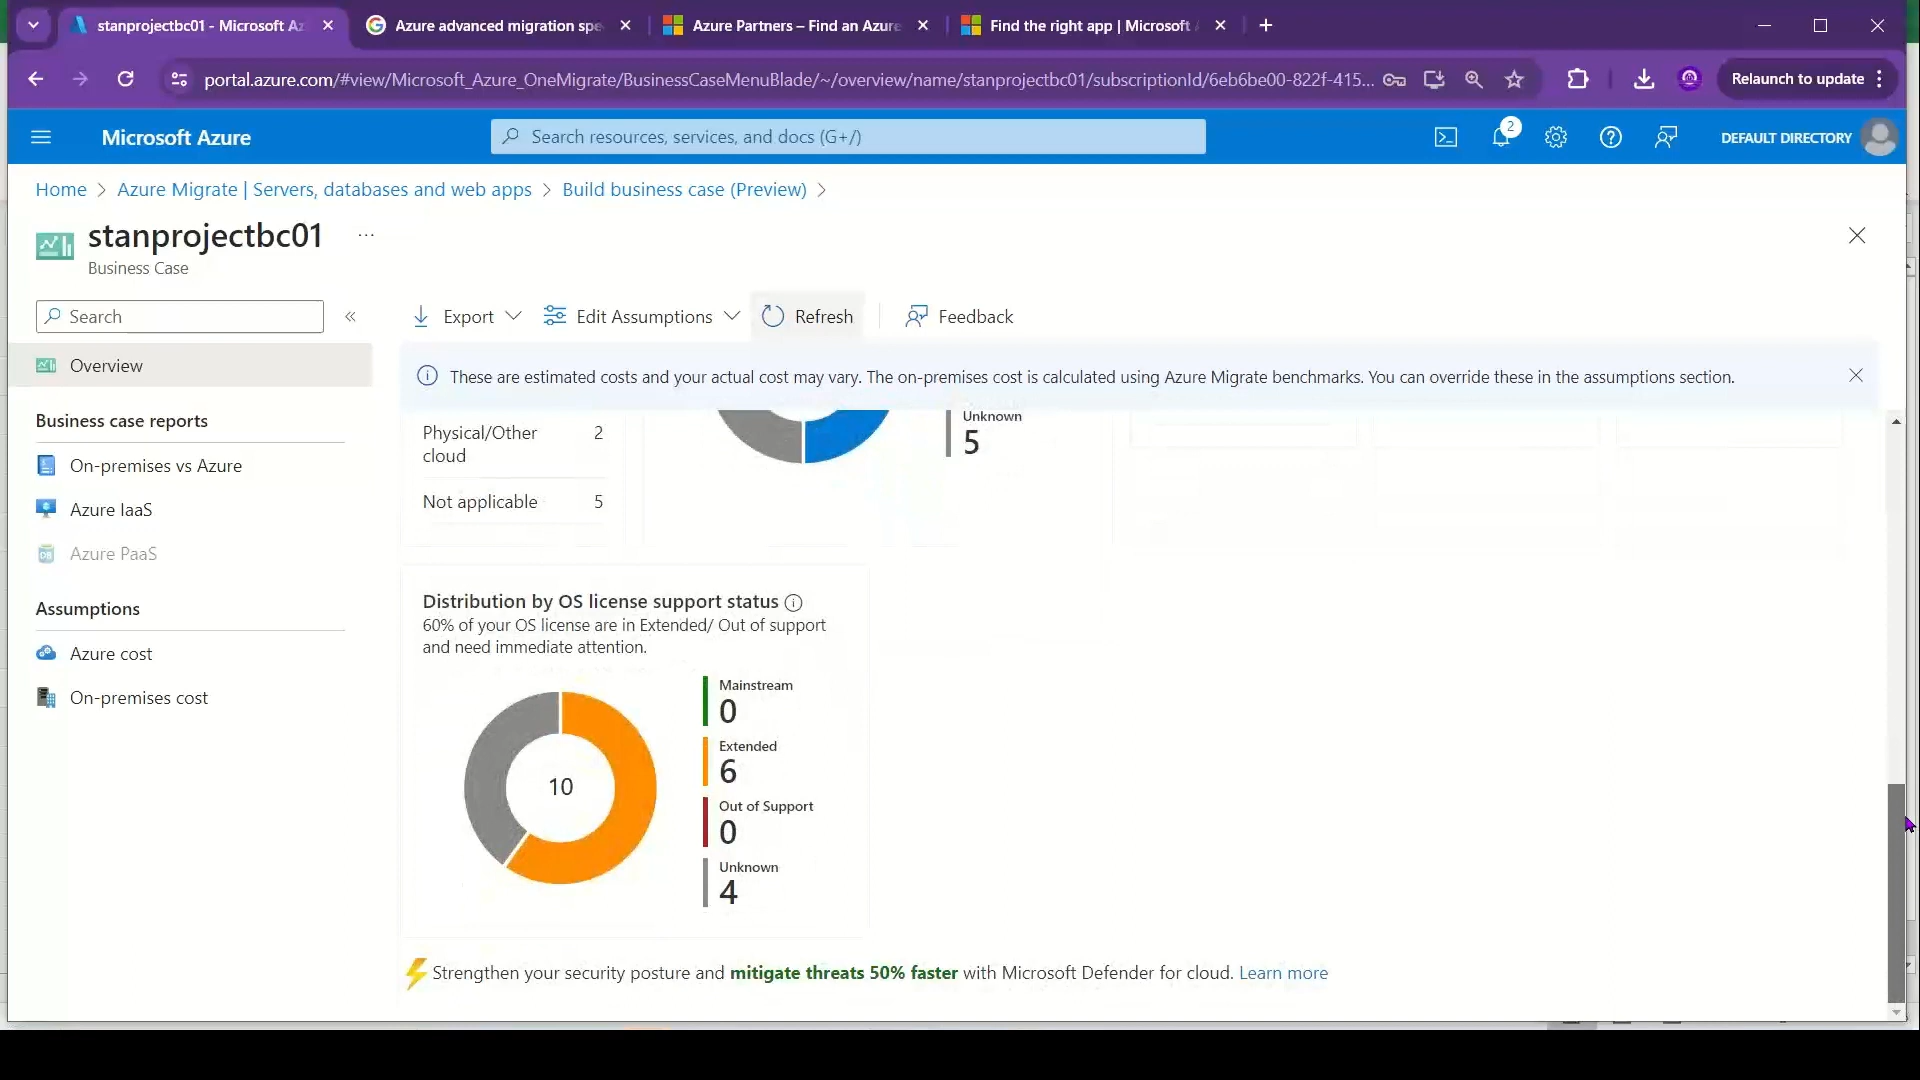 stanprojectbc01 - Microsoft Az
Azure advanced migration spe
Azure Partners – Find an Azure
Find the right app | Microsoft
portal.azure.com/#view/Microsoft_Azure_OneMigrate/BusinessCaseMenuBlade/~/overview/name/stanprojectbc01/subscriptionId/6eb6be00-822f-415...
Relaunch to update
Microsoft Azure
Search resources, services, and docs (G+/)
2
DEFAULT DIRECTORY
Home > Azure Migrate | Servers, databases and web apps > Build business case (Preview) >
stanprojectbc01 ...
Business Case
Search
«
Export
Edit Assumptions
Refresh
Feedback
Overview
Business case reports
On-premises vs Azure
Azure IaaS
Azure PaaS
Assumptions
Azure cost
On-premises cost
These are estimated costs and your actual cost may vary. The on-premises cost is calculated using Azure Migrate benchmarks. You can override these in the assumptions section.
Physical/Other 2
cloud
Not applicable 5
Unknown
5
Distribution by OS license support status
60% of your OS license are in Extended/ Out of support
and need immediate attention.
10
Mainstream
0
Extended
6
Out of Support
0
Unknown
4
Strengthen your security posture and mitigate threats 50% faster with Microsoft Defender for cloud. Learn more